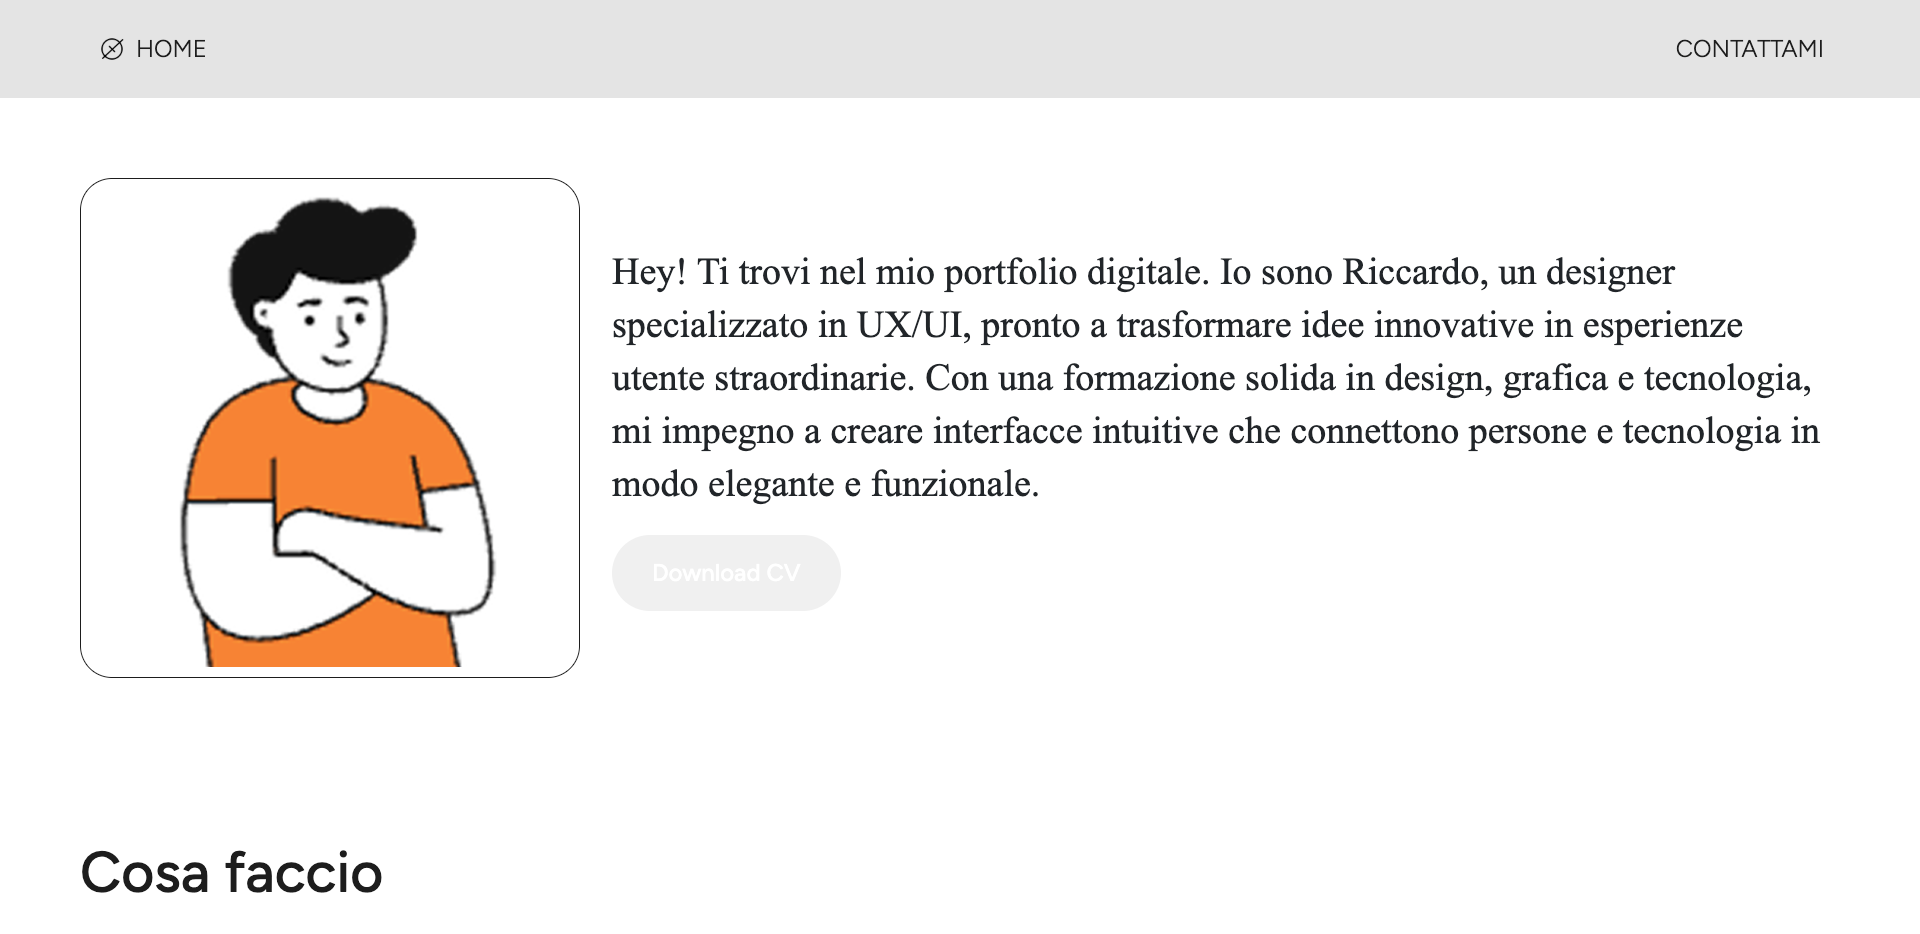 HOME
CONTATTAMI
Hey! Ti trovi nel mio portfolio digitale. Io sono Riccardo, un designer
specializzato in UX/UI, pronto a trasformare idee innovative in esperienze
utente straordinarie. Con una formazione solida in design, grafica e tecnologia,
mi impegno a creare interfacce intuitive che connettono persone e tecnologia in
modo elegante e funzionale.
Download CV
Cosa faccio